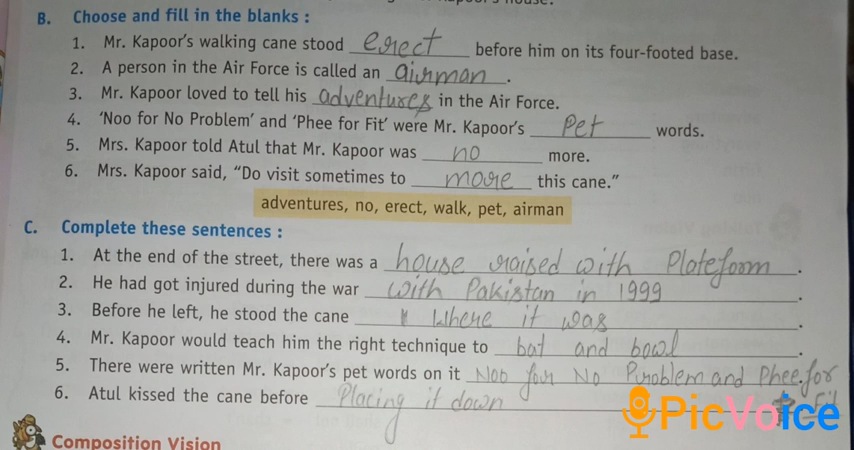 B. Choose and fill in the blanks :
1. Mr. Kapoor's walking cane stood erect before him on its four-footed base.
2. A person in the Air Force is called an airman.
3. Mr. Kapoor loved to tell his adventures in the Air Force.
4. 'Noo for No Problem' and 'Phee for Fit' were Mr. Kapoor's Pet words.
5. Mrs. Kapoor told Atul that Mr. Kapoor was no more.
6. Mrs. Kapoor said, "Do visit sometimes to more this cane."
adventures, no, erect, walk, pet, airman
C. Complete these sentences :
1. At the end of the street, there was a house raised with Plateform.
2. He had got injured during the war with Pakistan in 1999.
3. Before he left, he stood the cane where it was.
4. Mr. Kapoor would teach him the right technique to bat and bowl.
5. There were written Mr. Kapoor's pet words on it Noo for No Problem and Phee for
Fit
6. Atul kissed the cane before Placing it down
PicVoice
Composition Vision